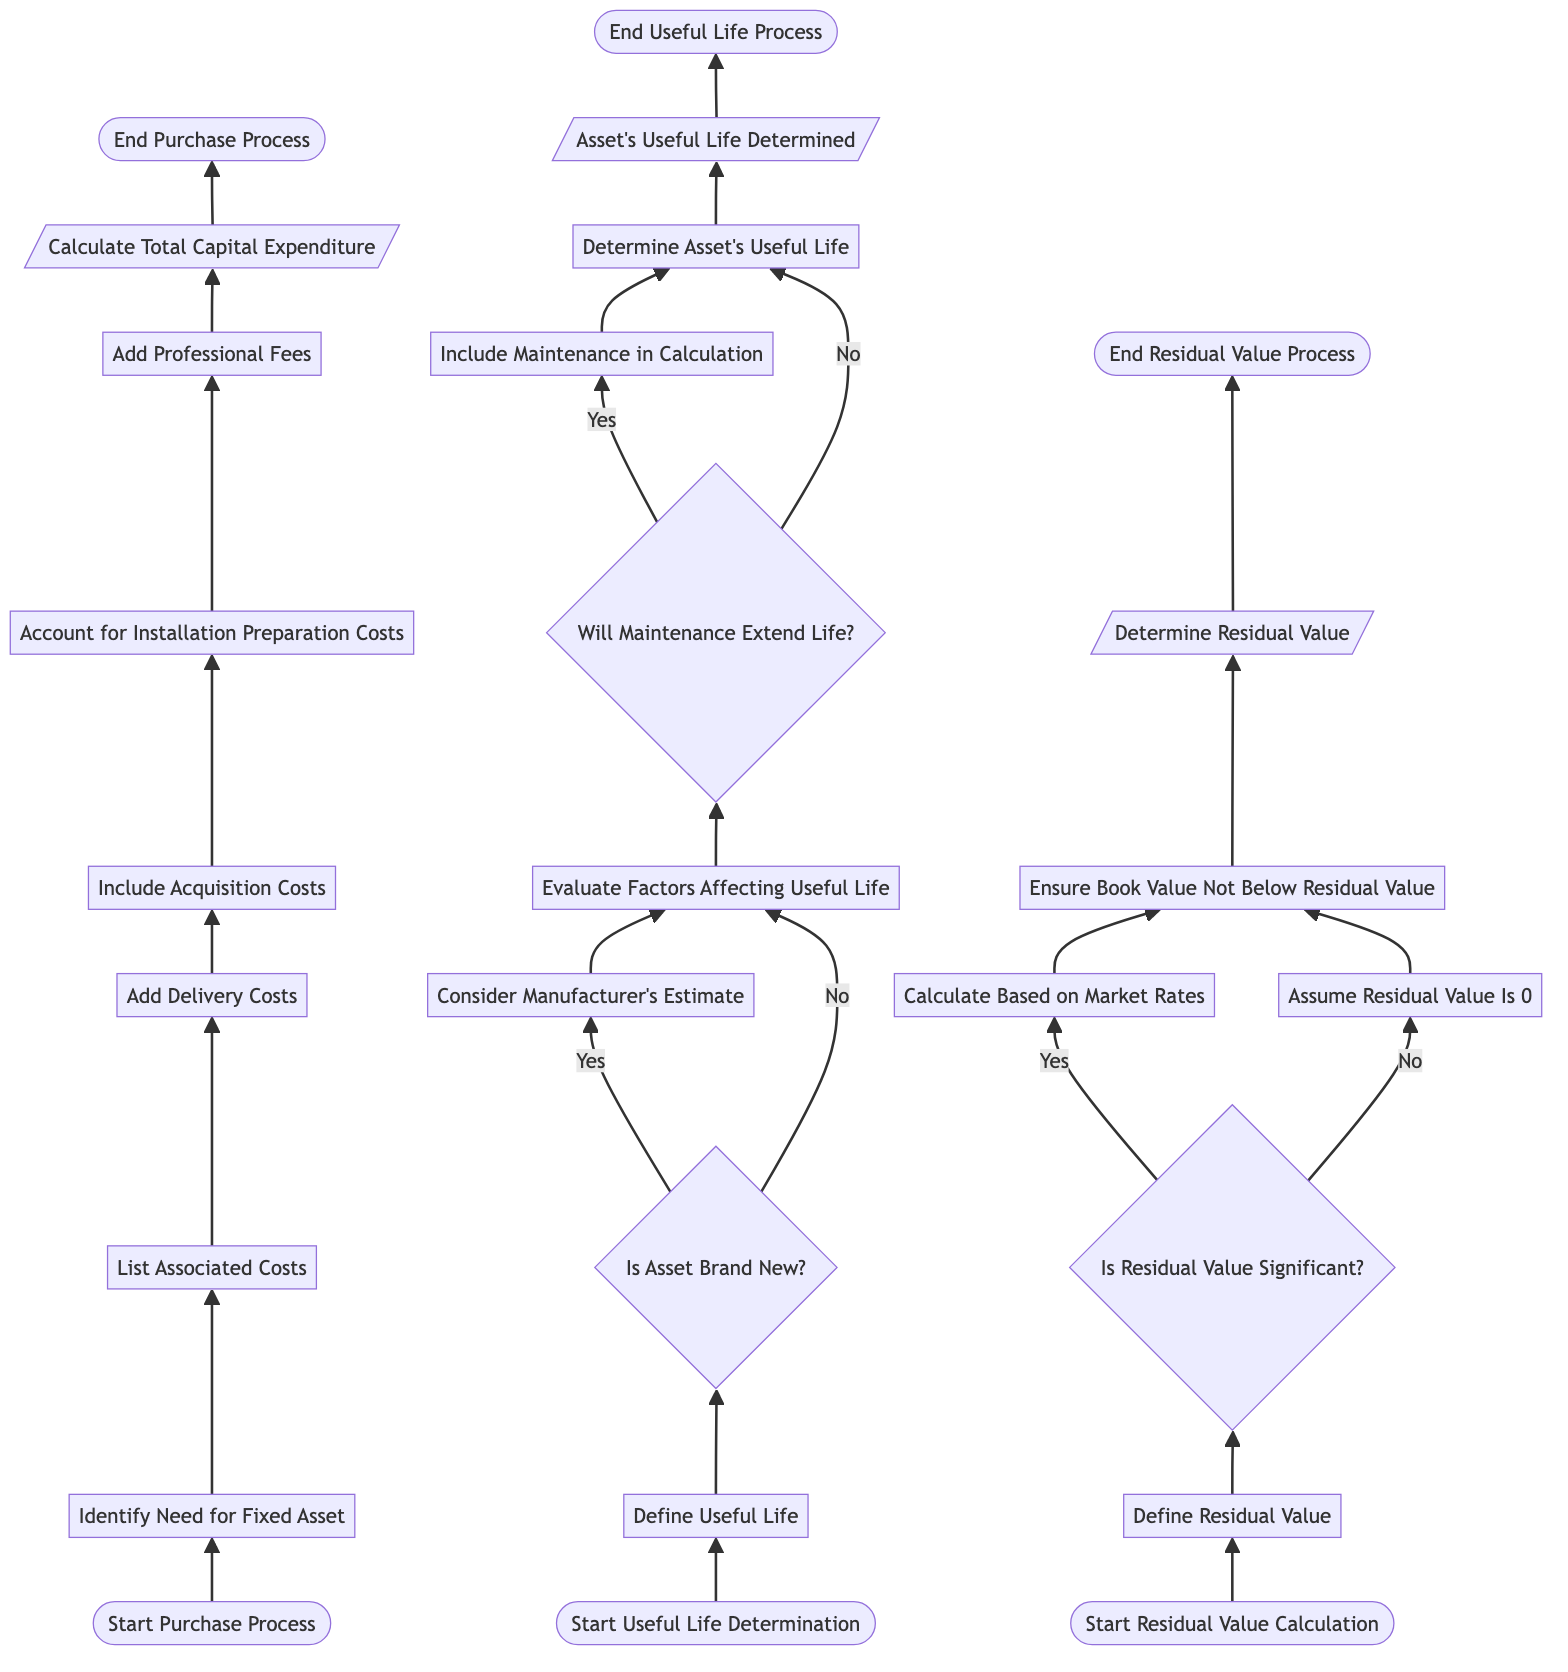 End Useful Life Process
End Purchase Process
Asset's Useful Life Determined
Calculate Total Capital Expenditure
Determine Asset's Useful Life
Add Professional Fees
Include Maintenance in Calculation
No
End Residual Value Process
Yes
Account for Installation Preparation Costs
Will Maintenance Extend Life?
Determine Residual Value
Include Acquisition Costs
Evaluate Factors Affecting Useful Life
Ensure Book Value Not Below Residual Value
Add Delivery Costs
Consider Manufacturer's Estimate
No
Calculate Based on Market Rates
Assume Residual Value Is 0
Yes
Yes
No
List Associated Costs
Is Asset Brand New?
Is Residual Value Significant?
Identify Need for Fixed Asset
Define Useful Life
Define Residual Value
Start Purchase Process
Start Useful Life Determination
Start Residual Value Calculation